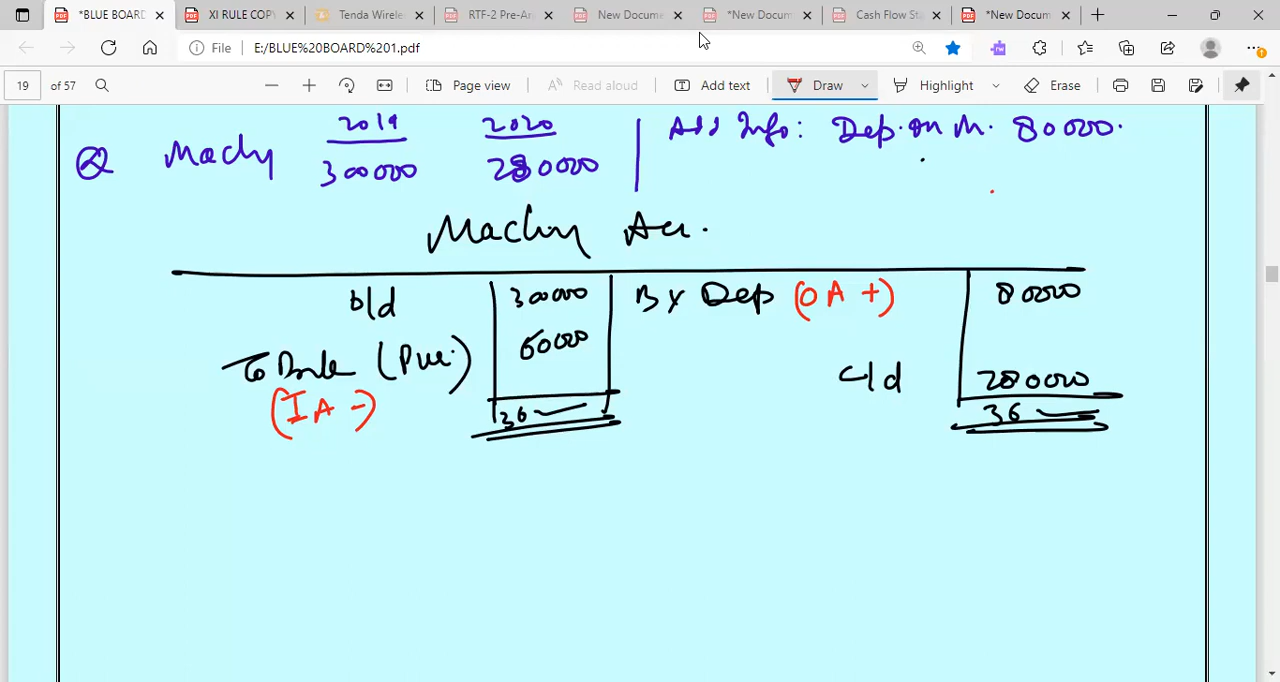 *BLUE BOARD XI RULE COPY Tenda Wirele RTF-2 Pre-Ar New Docume *New Docum Cash Flow Sta *New Docum
File E:/BLUE%20BOARD%201.pdf
19 of 57 Page view Read aloud Add text Draw Highlight Erase
2019 2020 Add Info: Dep. on M. 80000.
Q Machy 300000 280000
Machy Acc.
b/d 300000 By Dep (OA+) 80000
To Bank (Pur.) 60000 c/d 280000
(IA -) 36 36